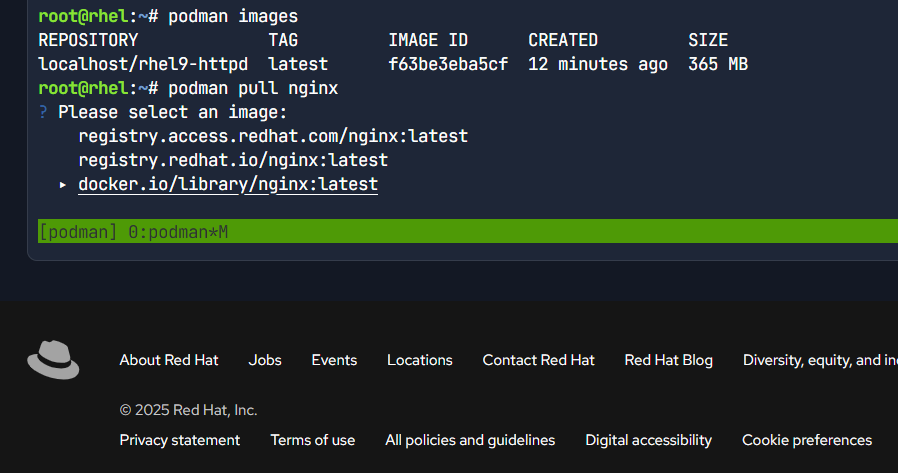 root@rhel:~# podman images
REPOSITORY TAG IMAGE ID CREATED SIZE
localhost/rhel9-httpd latest f63be3eba5cf 12 minutes ago 365 MB
root@rhel:~# podman pull nginx
? Please select an image:
registry.access.redhat.com/nginx:latest
registry.redhat.io/nginx:latest
▸ docker.io/library/nginx:latest
[podman] 0:podman*M
About Red Hat Jobs Events Locations Contact Red Hat Red Hat Blog Diversity, equity, and
© 2025 Red Hat, Inc.
Privacy statement Terms of use All policies and guidelines Digital accessibility Cookie preferences